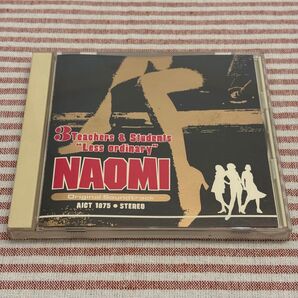 3 Teachers & Students
"Less ordinary"
NAOMI
Original Soundtrack
AICT 1075 ● STEREO